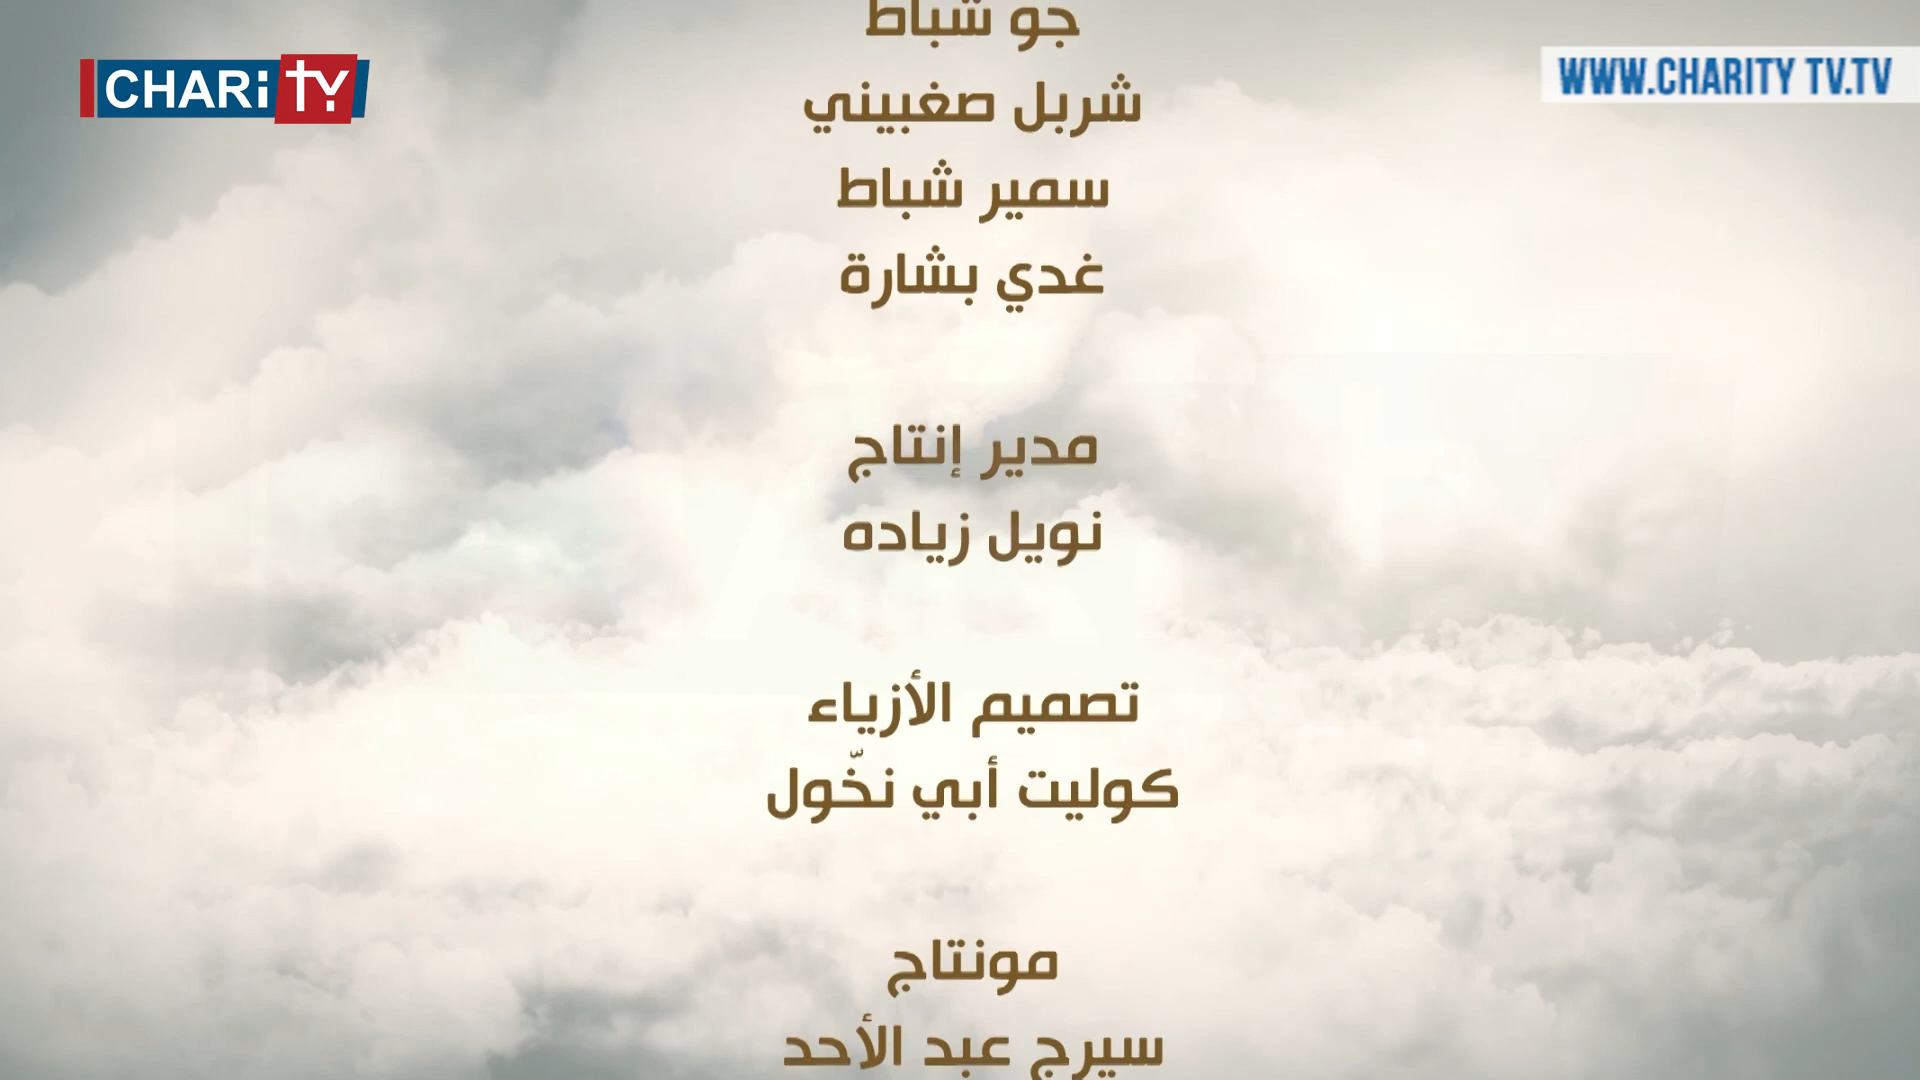 جو شباط
CHARiTY
WWW.CHARITY TV.TV
شربل صغبيني
سمير شباط
غدي بشارة
مدير إنتاج
نويل زياده
تصميم الأزياء
كوليت أبي نخّول
مونتاج
سيرج عبد الأحد